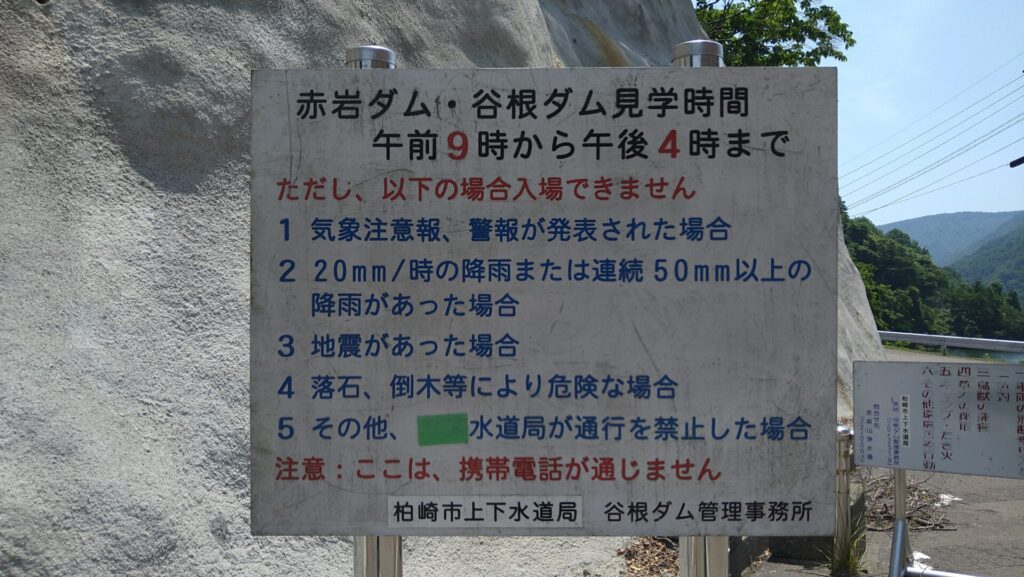 赤岩ダム・谷根ダム見学時間
午前9時から午後4時まで
ただし、以下の場合入場できません
1 気象注意報、警報が発表された場合
2 20mm/時の降雨または連続50mm以上の
降雨があった場合
3 地震があった場合
4 落石、倒木等により危険な場合
5 その他、水道局が通行を禁止した場合
注意：ここは、携帯電話が通じません
柏崎市上下水道局 谷根ダム管理事務所
柏崎市上下水道局